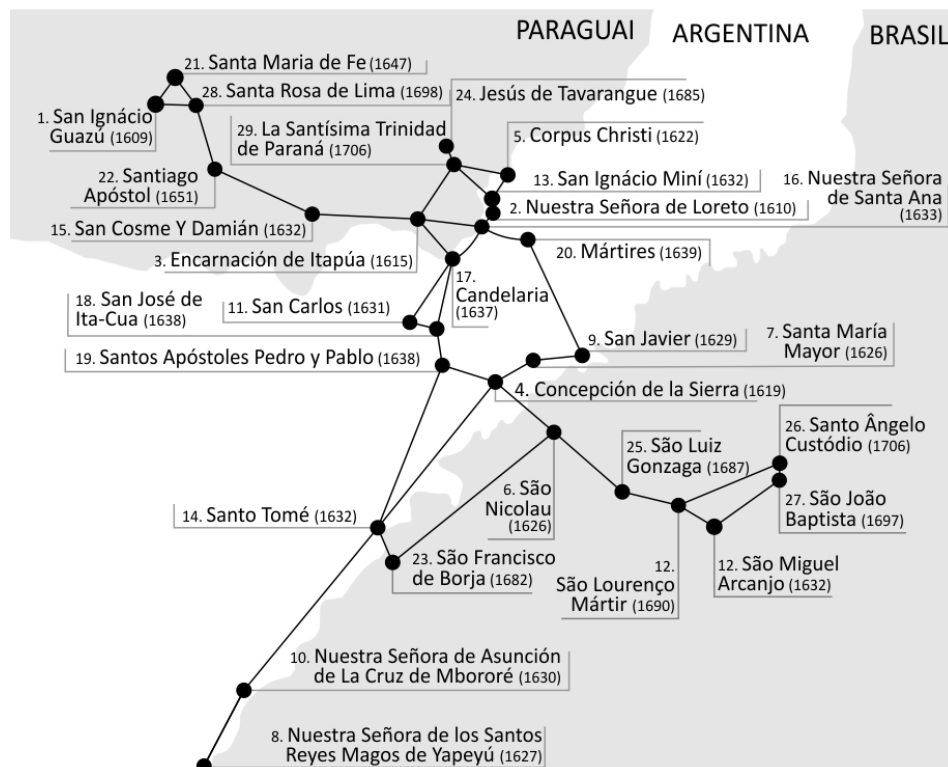 PARAGUAI
ARGENTINA
BRASIL
21. Santa Maria de Fe (1647)
28. Santa Rosa de Lima (1698)
24. Jesús de Tavarangue (1685)
1. San Ignácio
Guazú (1609)
29. La Santísima Trinidad
de Paraná (1706)
5. Corpus Christi (1622)
22. Santiago
Apóstol (1651)
13. San Ignácio Miní (1632)
16. Nuestra Señora
de Santa Ana
(1633)
2. Nuestra Señora de Loreto (1610)
15. San Cosme Y Damián (1632)
3. Encarnación de Itapúa (1615)
20. Mártires (1639)
17.
Candelaria
(1637)
18. San José de
Ita-Cua (1638)
11. San Carlos (1631)
9. San Javier (1629)
7. Santa María
Mayor (1626)
19. Santos Apóstoles Pedro y Pablo (1638)
4. Concepción de la Sierra (1619)
26. Santo Ângelo
Custódio (1706)
25. São Luiz
Gonzaga (1687)
6. São
Nicolau
(1626)
27. São João
Baptista (1697)
14. Santo Tomé (1632)
23. São Francisco
de Borja (1682)
12.
São Lourenço
Mártir (1690)
12. São Miguel
Arcanjo (1632)
10. Nuestra Señora de Asunción
de La Cruz de Mbororé (1630)
8. Nuestra Señora de los Santos
Reyes Magos de Yapeyú (1627)